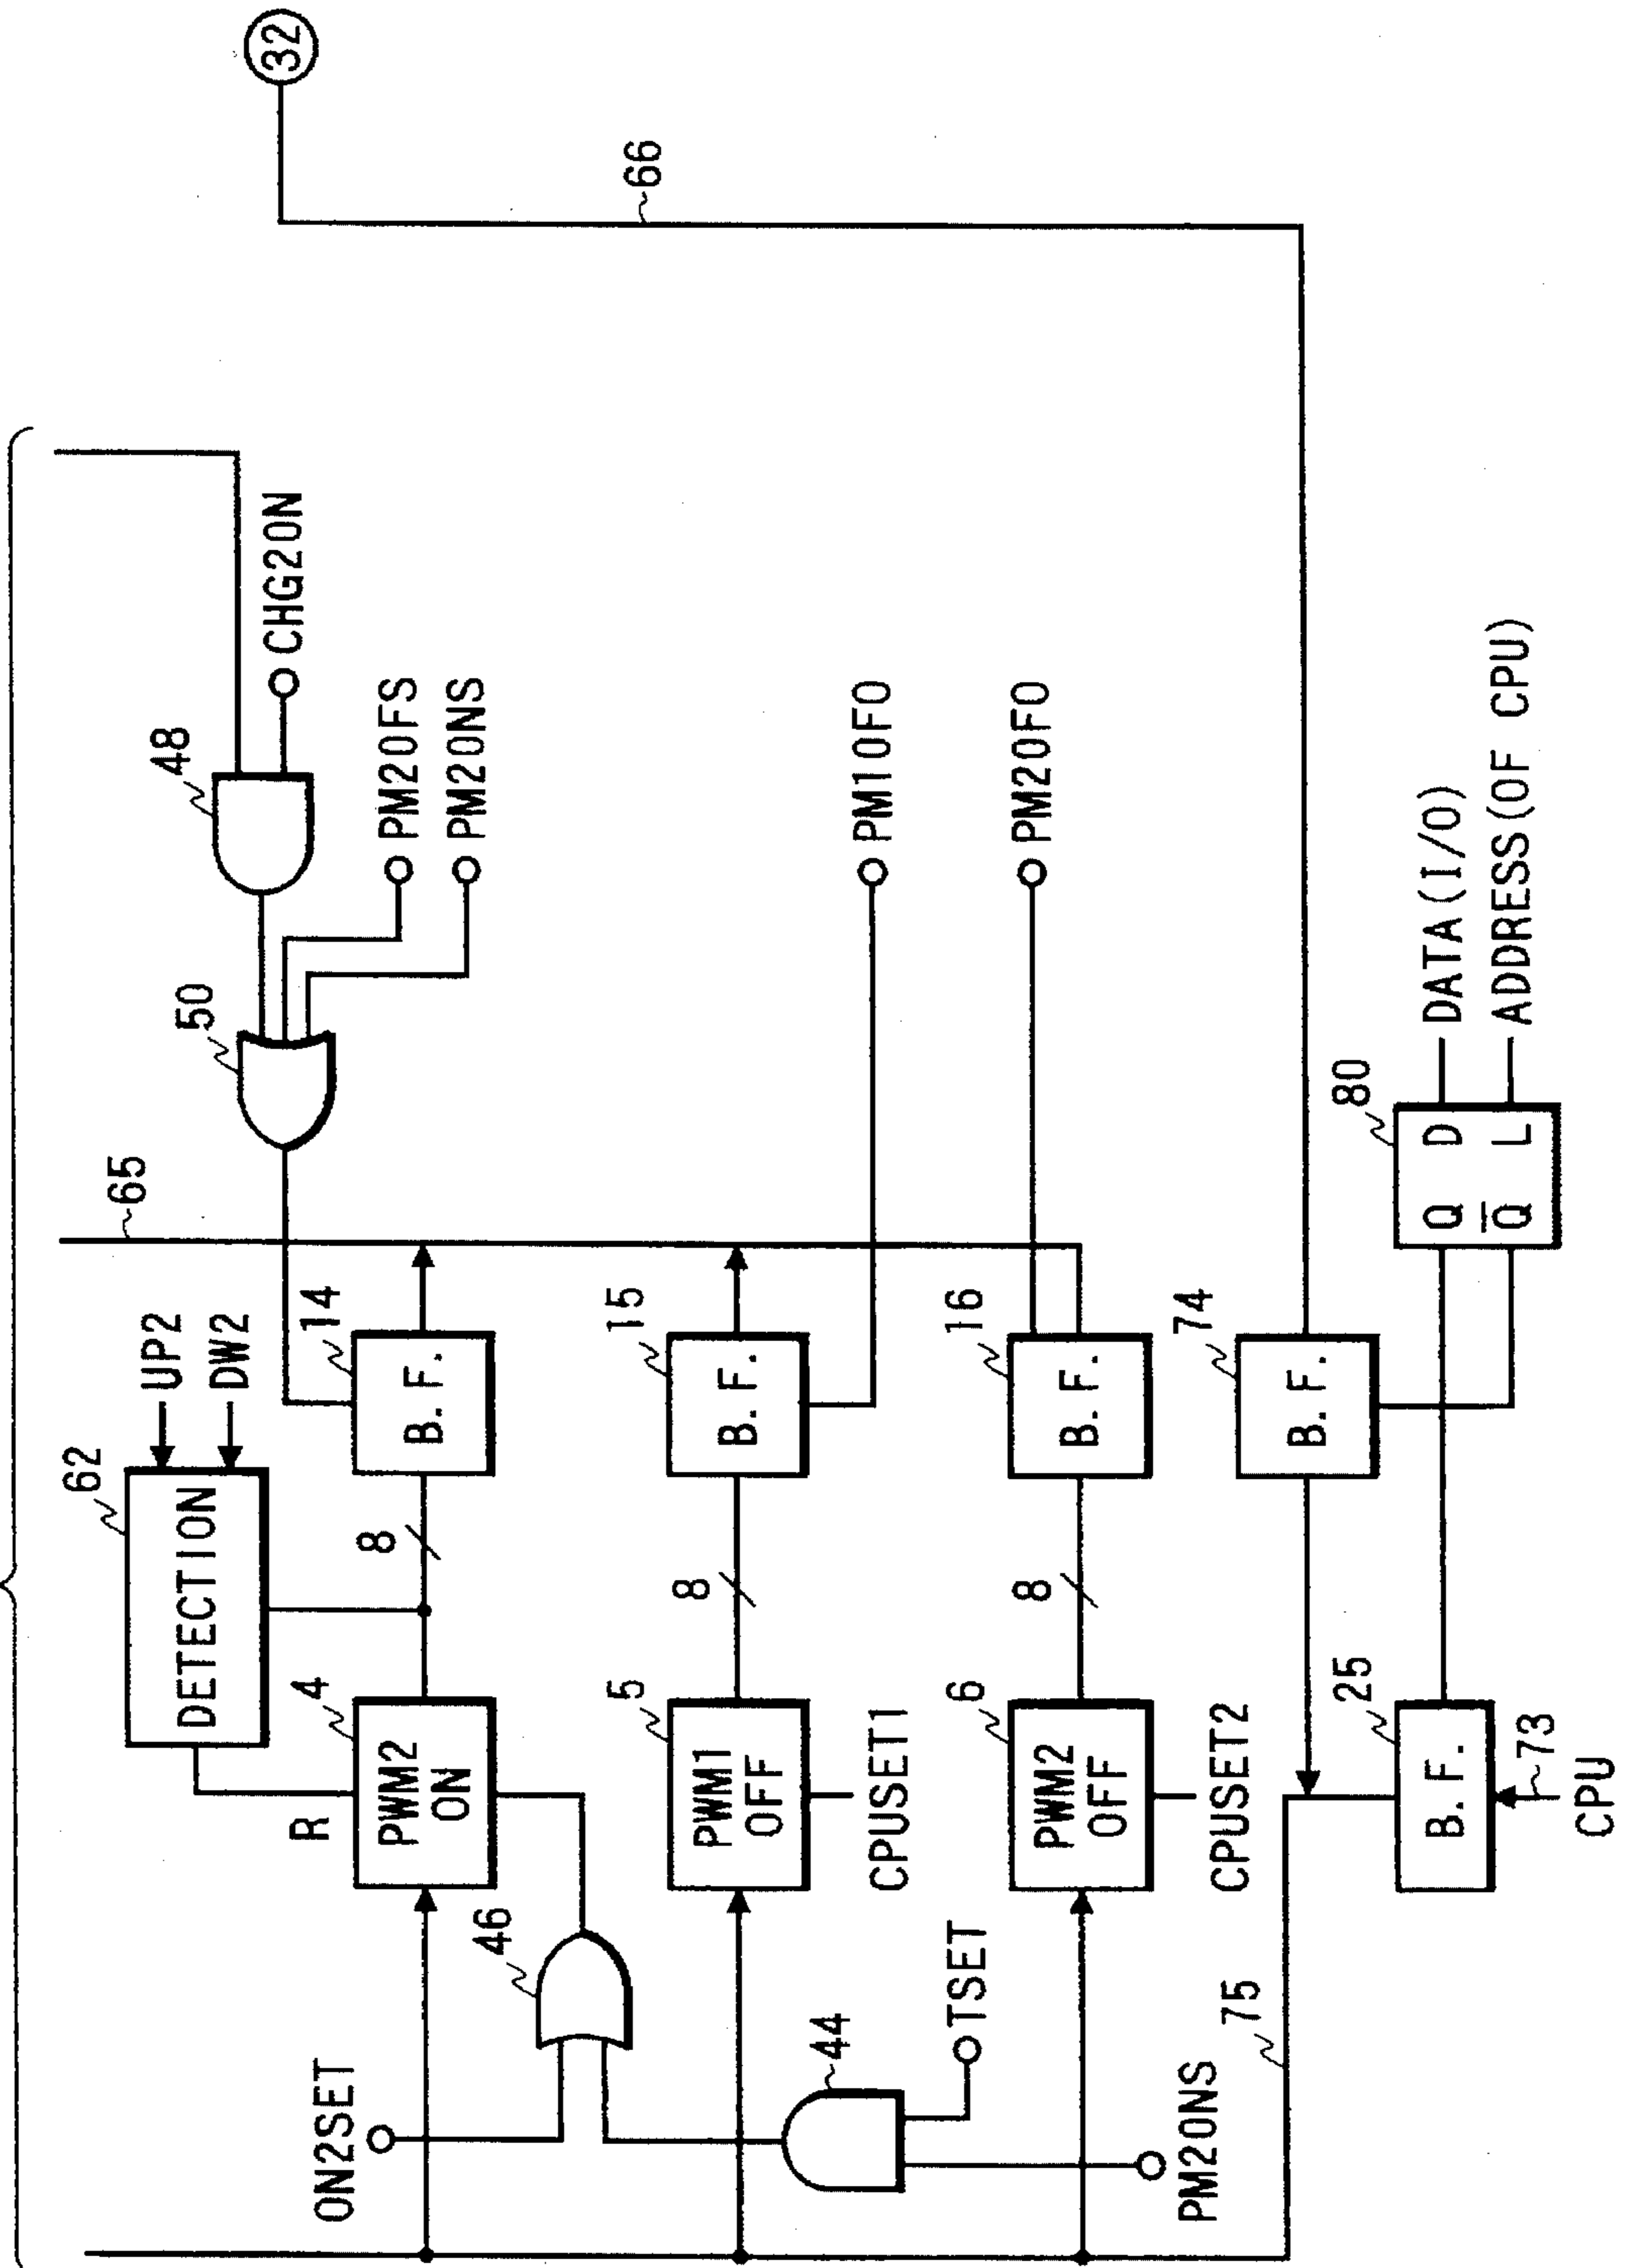 32
66
CHG2ON
48
PM2OFS
PM2ONS
50
PM1OFO
PM2OFO
65
DATA(I/O)
ADDRESS(OF CPU)
80
Q D
Q̅ L
UP2
DW2
62
DETECTION
14
B.F.
15
B.F.
16
B.F.
74
B.F.
8
8
8
R
4
PWM2
ON
5
PWM1
OFF
CPUSET1
6
PWM2
OFF
CPUSET2
25
B.F.
73
CPU
46
ON2SET
44
TSET
PM2ONS
75